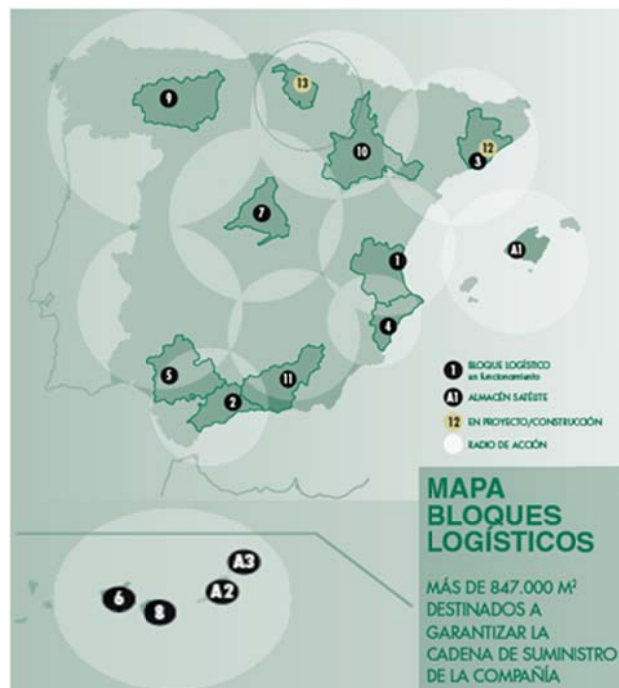 13
9
10
12
3
7
A1
1
4
5
11
2
1 BLOQUE LOGÍSTICO
en funcionamiento
A1 ALMACÉN SATÉLITE
12 EN PROYECTO/CONSTRUCCIÓN
RADIO DE ACCIÓN
MAPA
BLOQUES
LOGÍSTICOS
MÁS DE 847.000 M²
DESTINADOS A
GARANTIZAR LA
CADENA DE SUMINISTRO
DE LA COMPAÑÍA
A3
A2
6
8